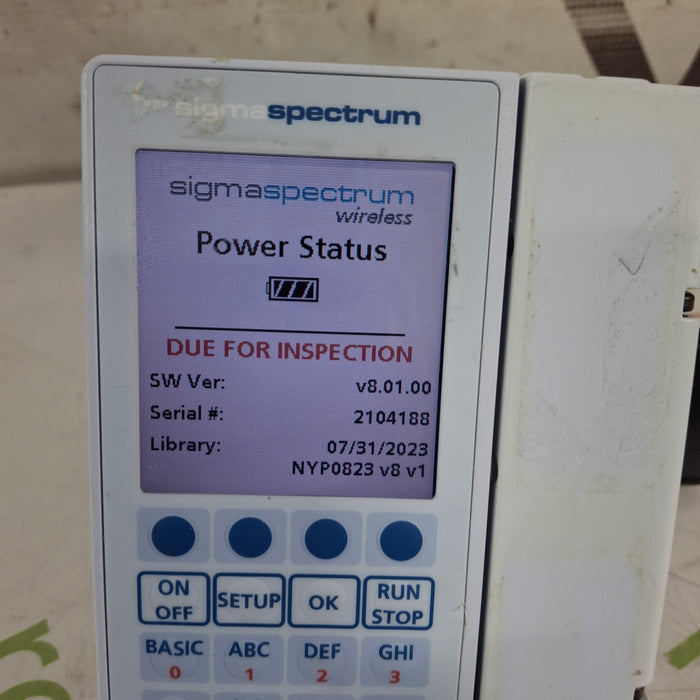 sigmaspectrum
sigmaspectrum
wireless
Power Status
DUE FOR INSPECTION
SW Ver: v8.01.00
Serial #: 2104188
Library: 07/31/2023
NYP0823 v8 v1
ON OFF SETUP OK RUN STOP
BASIC ABC DEF GHI
0 1 2 3